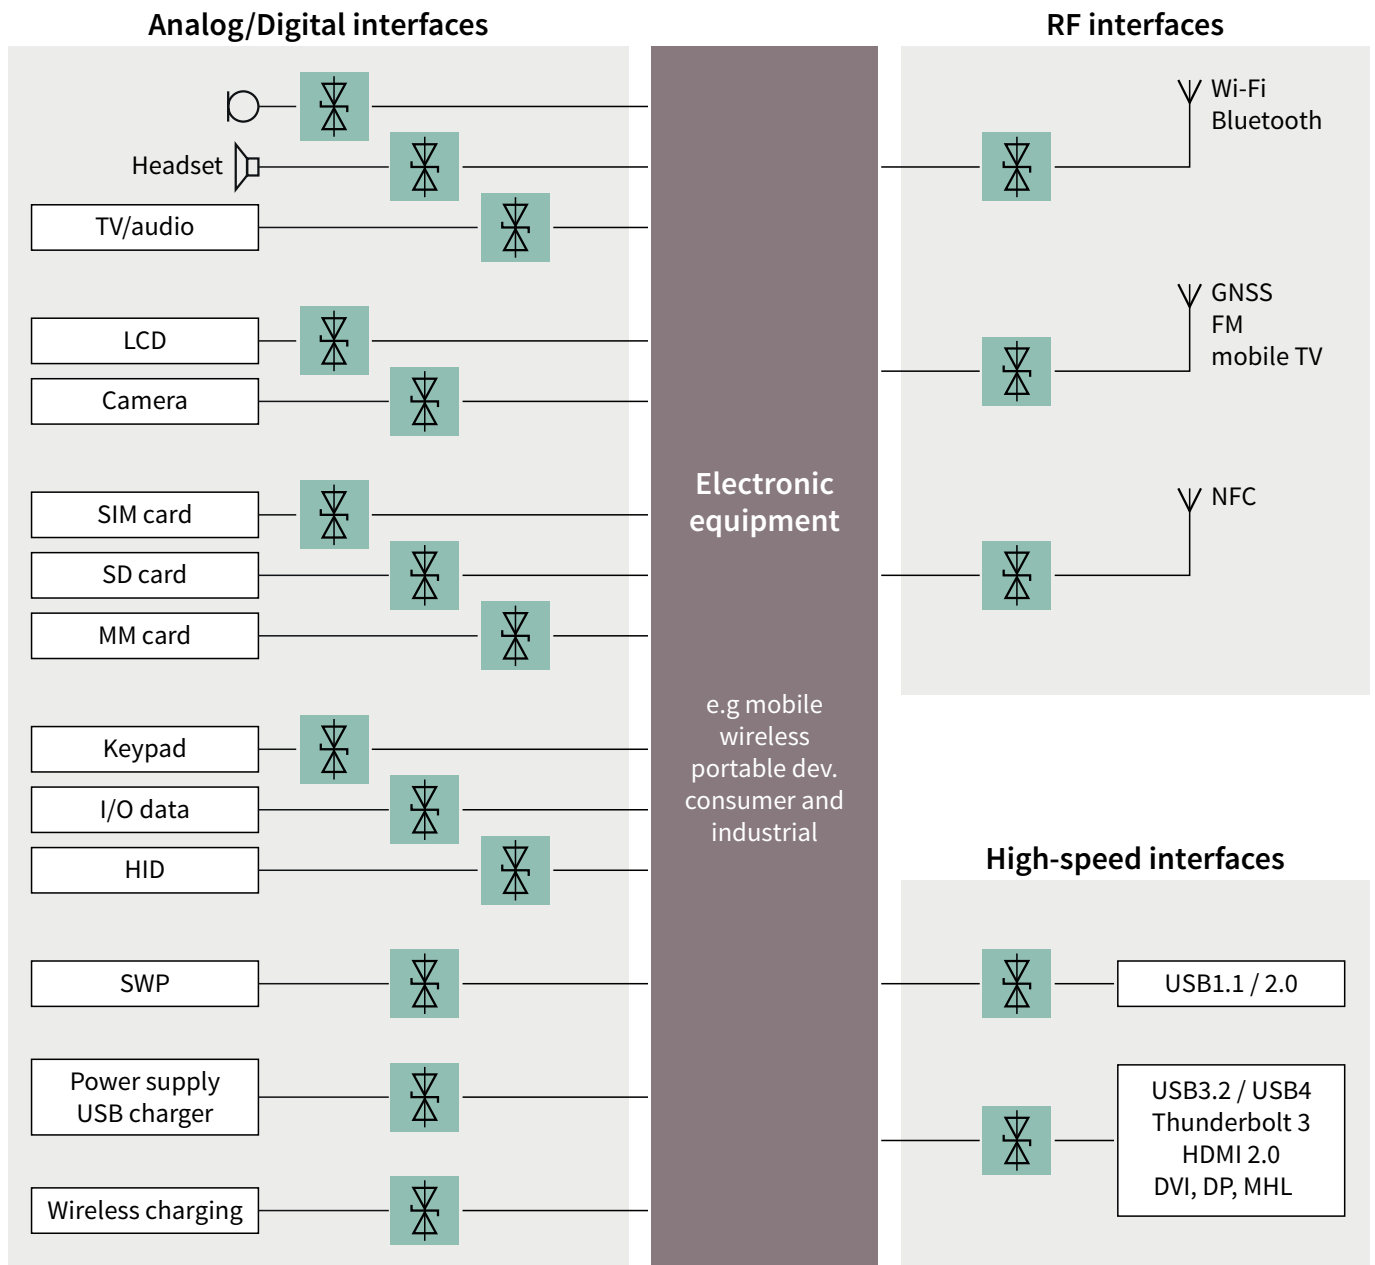 Analog/Digital interfaces
Headset
TV/audio
LCD
Camera
SIM card
SD card
MM card
Keypad
I/O data
HID
SWP
Power supply
USB charger
Wireless charging
Electronic
equipment
e.g mobile
wireless
portable dev.
consumer and
industrial
RF interfaces
Wi-Fi
Bluetooth
GNSS
FM
mobile TV
NFC
High-speed interfaces
USB1.1 / 2.0
USB3.2 / USB4
Thunderbolt 3
HDMI 2.0
DVI, DP, MHL